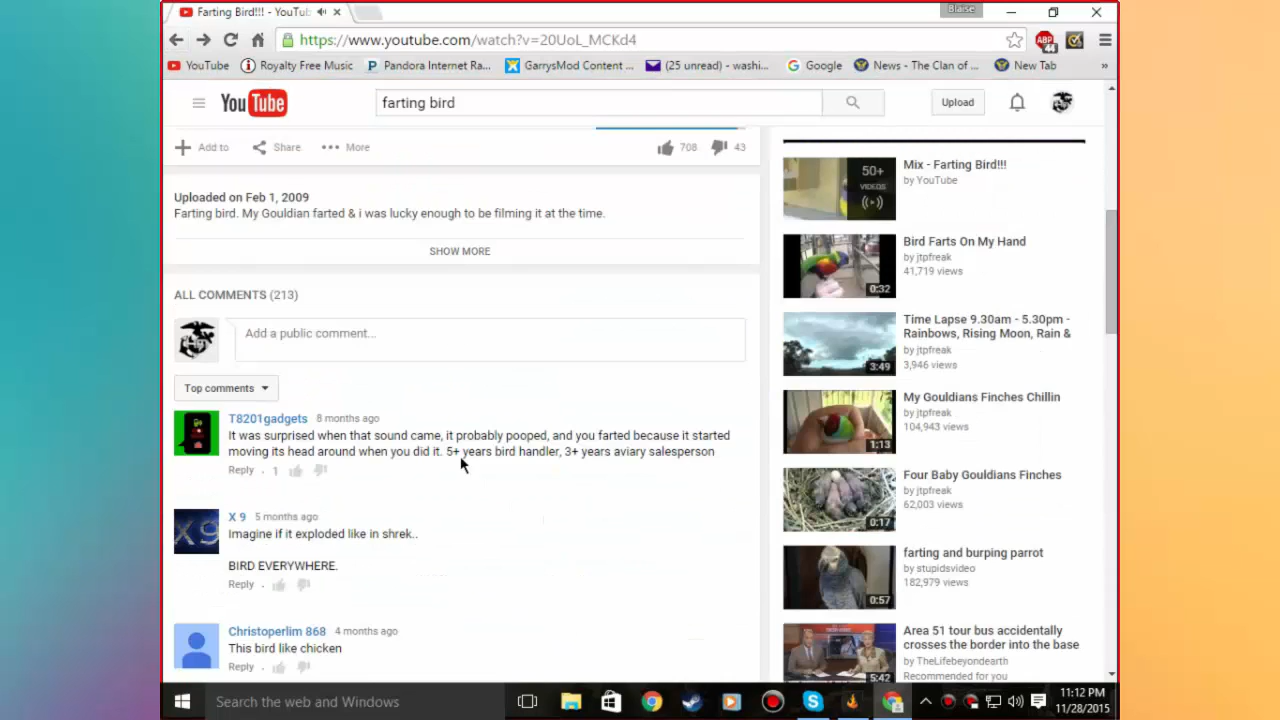 Farting Bird!!! - YouTub
Blaise
https://www.youtube.com/watch?v=20UoL_MCKd4
ABP
44
YouTube
Royalty Free Music
Pandora Internet Ra...
GarrysMod Content ...
(25 unread) - washi...
Google
News - The Clan of ...
New Tab
»
YouTube
farting bird
Upload
Add to
Share
More
708
43
Uploaded on Feb 1, 2009
Farting bird. My Gouldian farted & i was lucky enough to be filming it at the time.
SHOW MORE
ALL COMMENTS (213)
Add a public comment...
Top comments
T8201gadgets 8 months ago
It was surprised when that sound came, it probably pooped, and you farted because it started
moving its head around when you did it. 5+ years bird handler, 3+ years aviary salesperson
Reply · 1
X 9 5 months ago
Imagine if it exploded like in shrek..
BIRD EVERYWHERE.
Reply ·
X 9
Christoperlim 868 4 months ago
This bird like chicken
Reply ·
50+
VIDEOS
Mix - Farting Bird!!!
by YouTube
Bird Farts On My Hand
by jtpfreak
41,719 views
0:32
Time Lapse 9.30am - 5.30pm -
Rainbows, Rising Moon, Rain &
by jtpfreak
3,946 views
3:49
My Gouldians Finches Chillin
by jtpfreak
104,943 views
1:13
Four Baby Gouldians Finches
by jtpfreak
62,003 views
0:17
farting and burping parrot
by stupidsvideo
182,979 views
0:57
Area 51 tour bus accidentally
crosses the border into the base
by TheLifebeyondearth
Recommended for you
5:42
Search the web and Windows
11:12 PM
11/28/2015